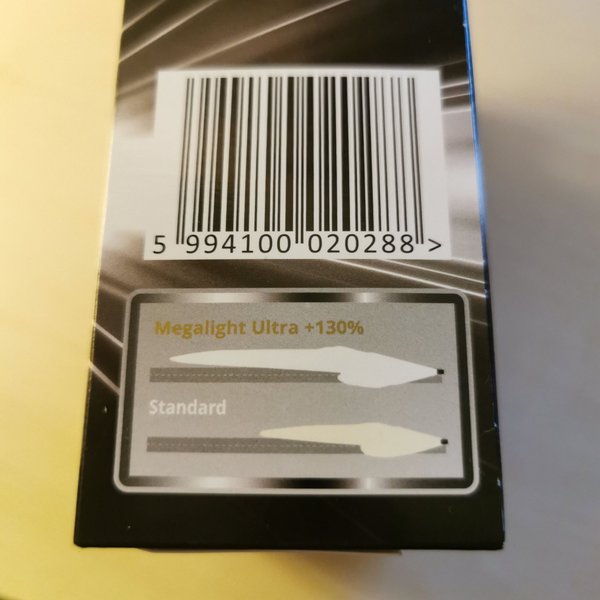 5 994100 020288 >
Megalight Ultra +130%
Standard